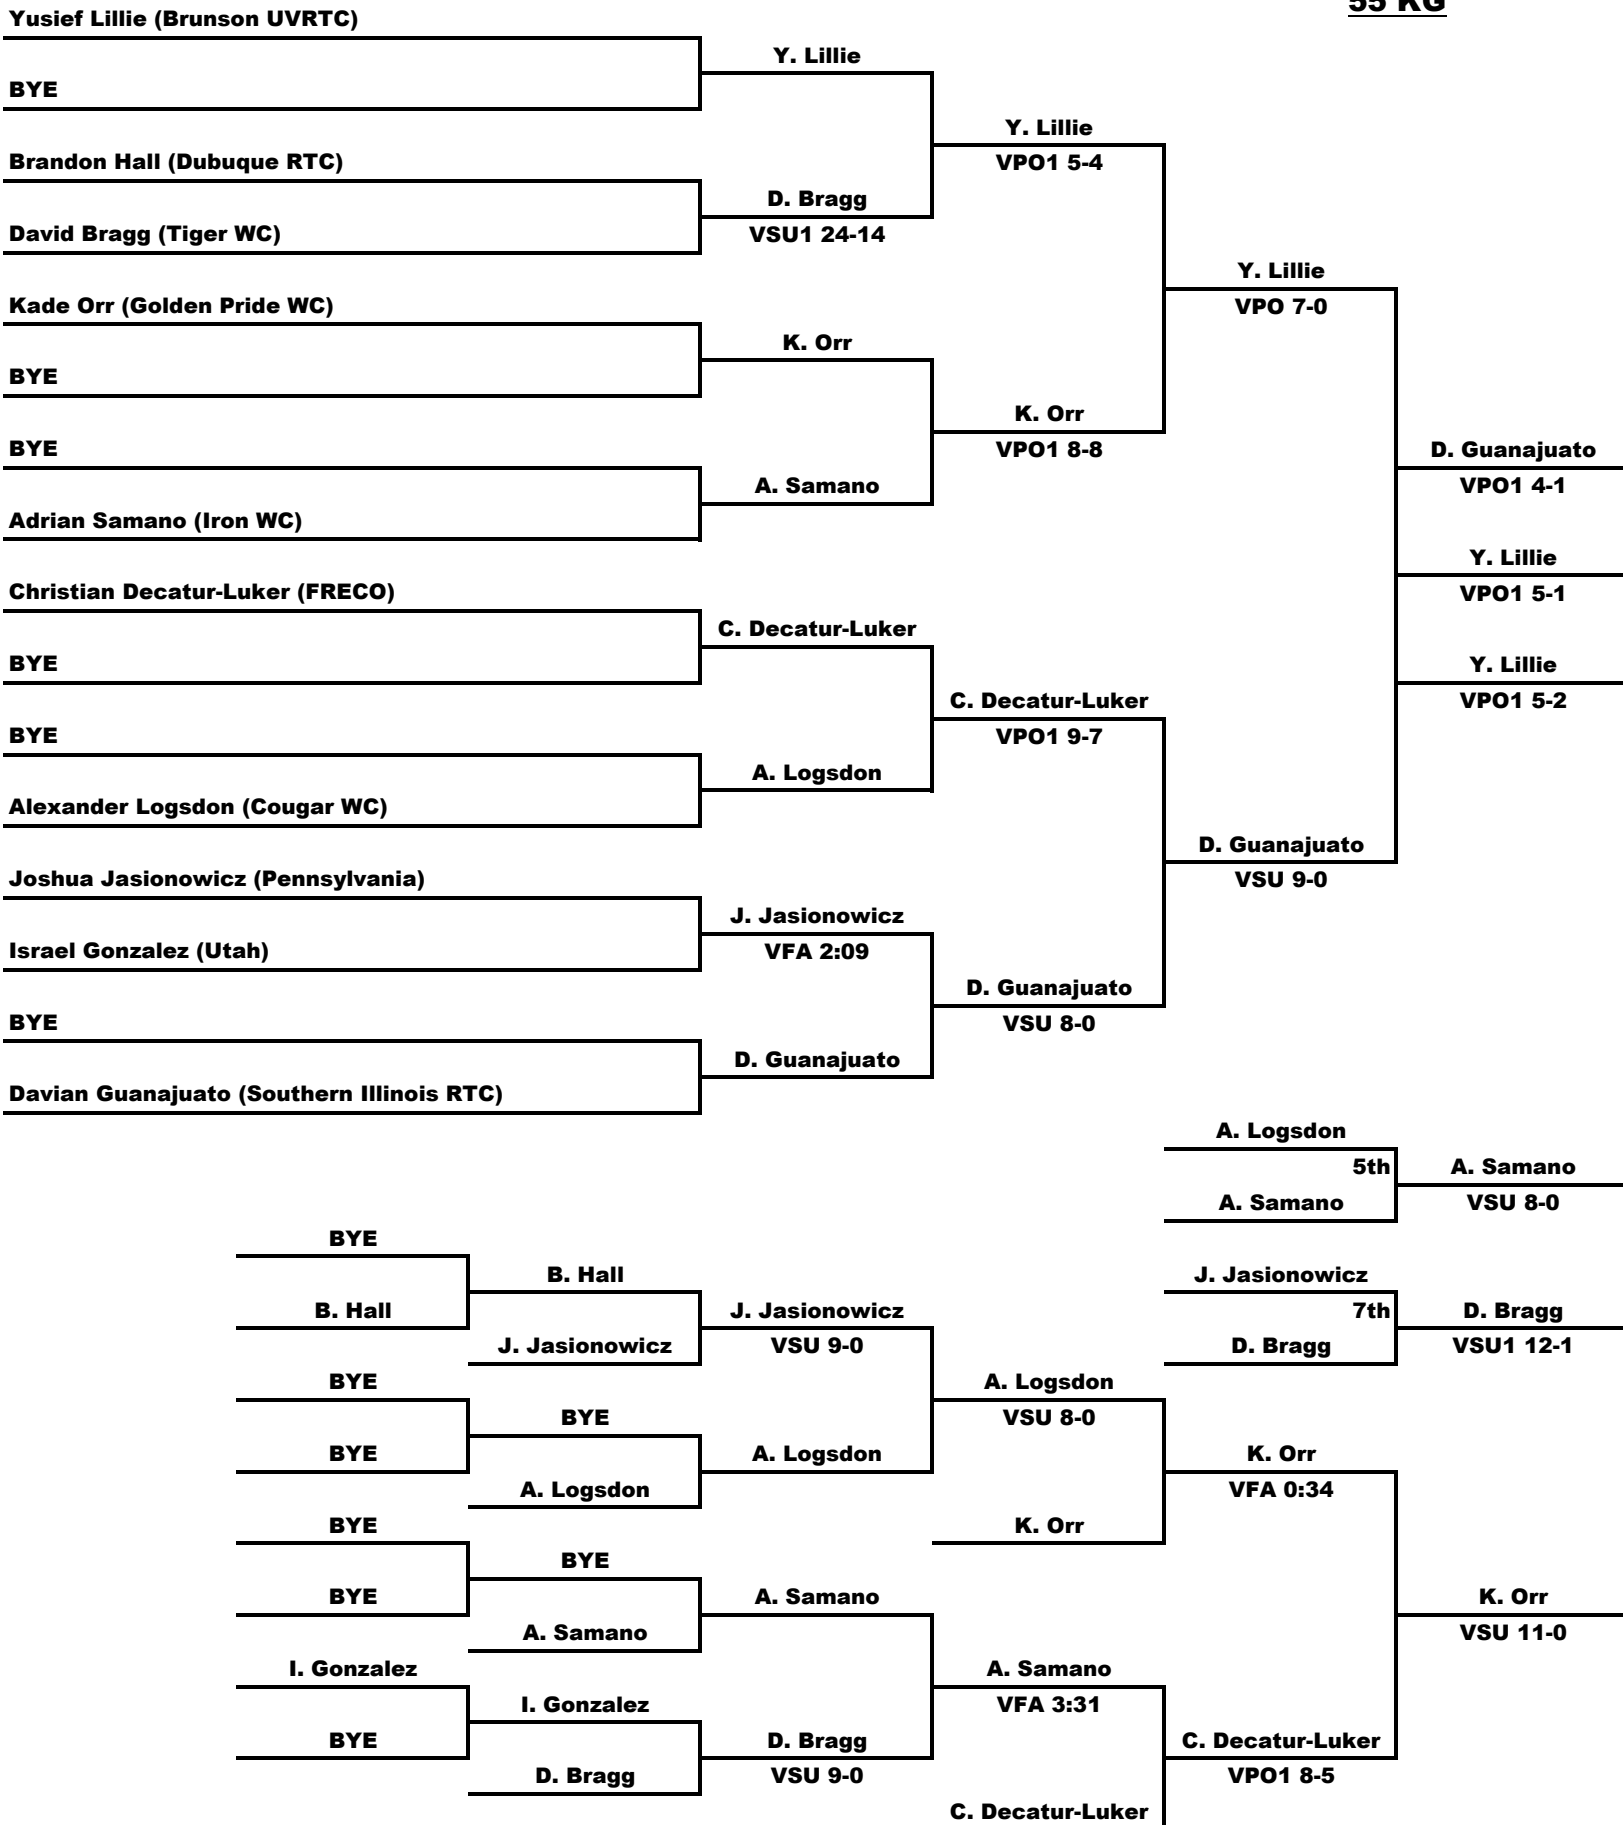 55 KG
Yusief Lillie (Brunson UVRTC)
Y. Lillie
BYE
Y. Lillie
VPO1 5-4
Brandon Hall (Dubuque RTC)
D. Bragg
VSU1 24-14
David Bragg (Tiger WC)
Y. Lillie
VPO 7-0
Kade Orr (Golden Pride WC)
K. Orr
BYE
K. Orr
VPO1 8-8
BYE
D. Guanajuato
VPO1 4-1
A. Samano
Adrian Samano (Iron WC)
Y. Lillie
VPO1 5-1
Christian Decatur-Luker (FRECO)
C. Decatur-Luker
BYE
Y. Lillie
VPO1 5-2
C. Decatur-Luker
VPO1 9-7
BYE
A. Logsdon
Alexander Logsdon (Cougar WC)
D. Guanajuato
VSU 9-0
Joshua Jasionowicz (Pennsylvania)
J. Jasionowicz
VFA 2:09
Israel Gonzalez (Utah)
D. Guanajuato
VSU 8-0
BYE
D. Guanajuato
Davian Guanajuato (Southern Illinois RTC)
A. Logsdon
5th
A. Samano
VSU 8-0
A. Samano
BYE
B. Hall
J. Jasionowicz
B. Hall
J. Jasionowicz
VSU 9-0
7th
D. Bragg
VSU1 12-1
J. Jasionowicz
D. Bragg
BYE
A. Logsdon
VSU 8-0
BYE
BYE
A. Logsdon
K. Orr
VFA 0:34
A. Logsdon
BYE
K. Orr
BYE
BYE
A. Samano
K. Orr
VSU 11-0
A. Samano
I. Gonzalez
A. Samano
VFA 3:31
I. Gonzalez
BYE
D. Bragg
VSU 9-0
C. Decatur-Luker
VPO1 8-5
D. Bragg
C. Decatur-Luker